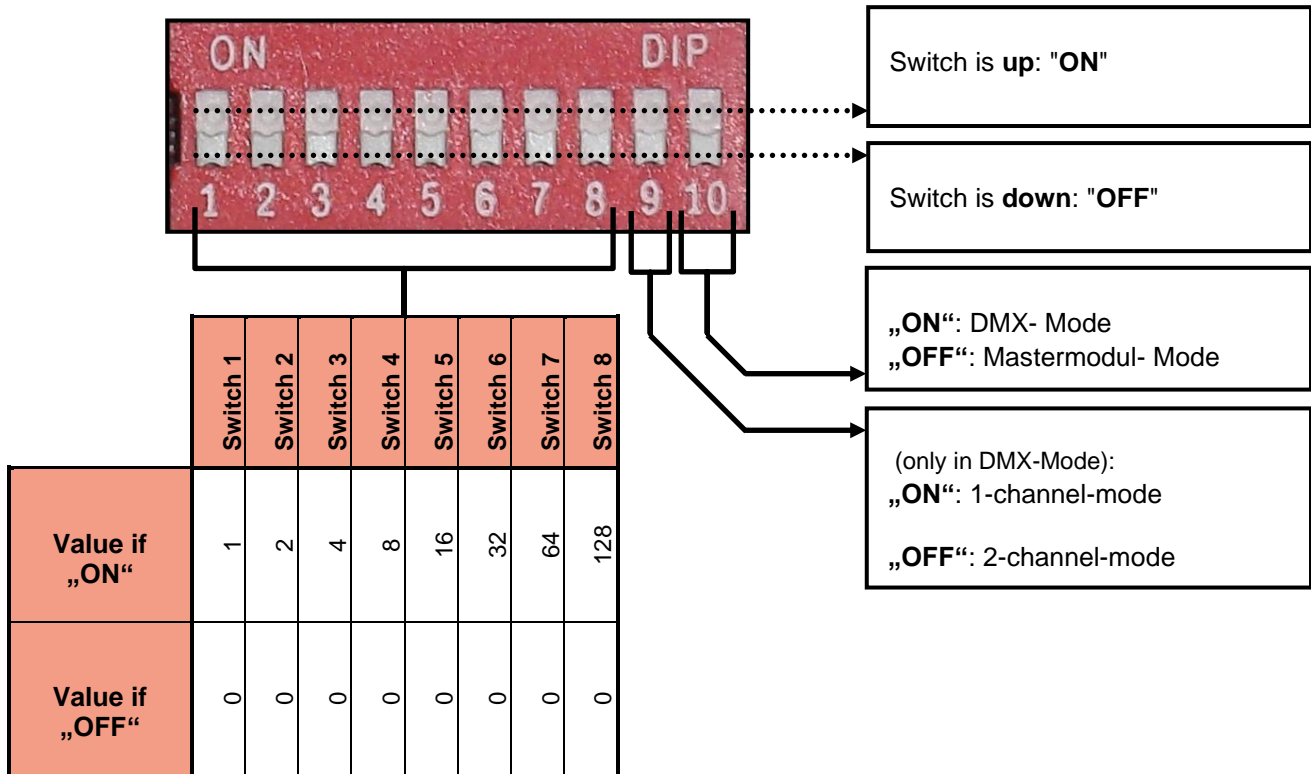 ON DIP
1 2 3 4 5 6 7 8 9 10
Switch is up: "ON"
Switch is down: "OFF"
„ON“: DMX- Mode
„OFF“: Mastermodul- Mode
(only in DMX-Mode):
„ON“: 1-channel-mode
„OFF“: 2-channel-mode
Switch 1 Switch 2 Switch 3 Switch 4 Switch 5 Switch 6 Switch 7 Switch 8
Value if
„ON“
1 2 4 8 16 32 64 128
Value if
„OFF“
0 0 0 0 0 0 0 0